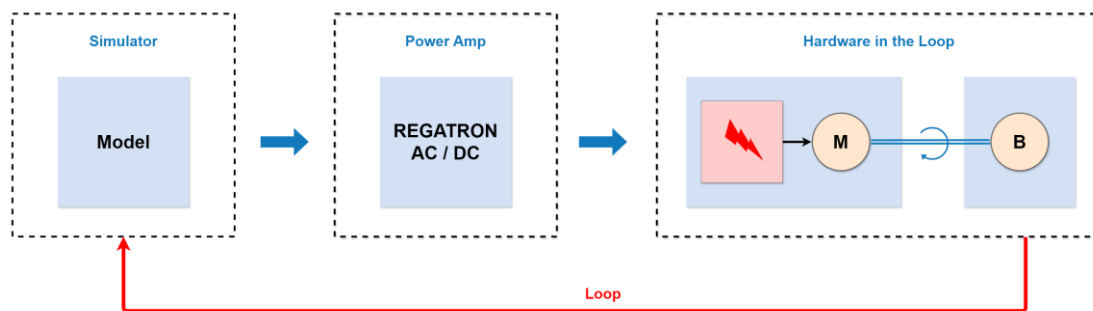 Simulator
Power Amp
Hardware in the Loop
Model
REGATRON
AC / DC
M
B
Loop